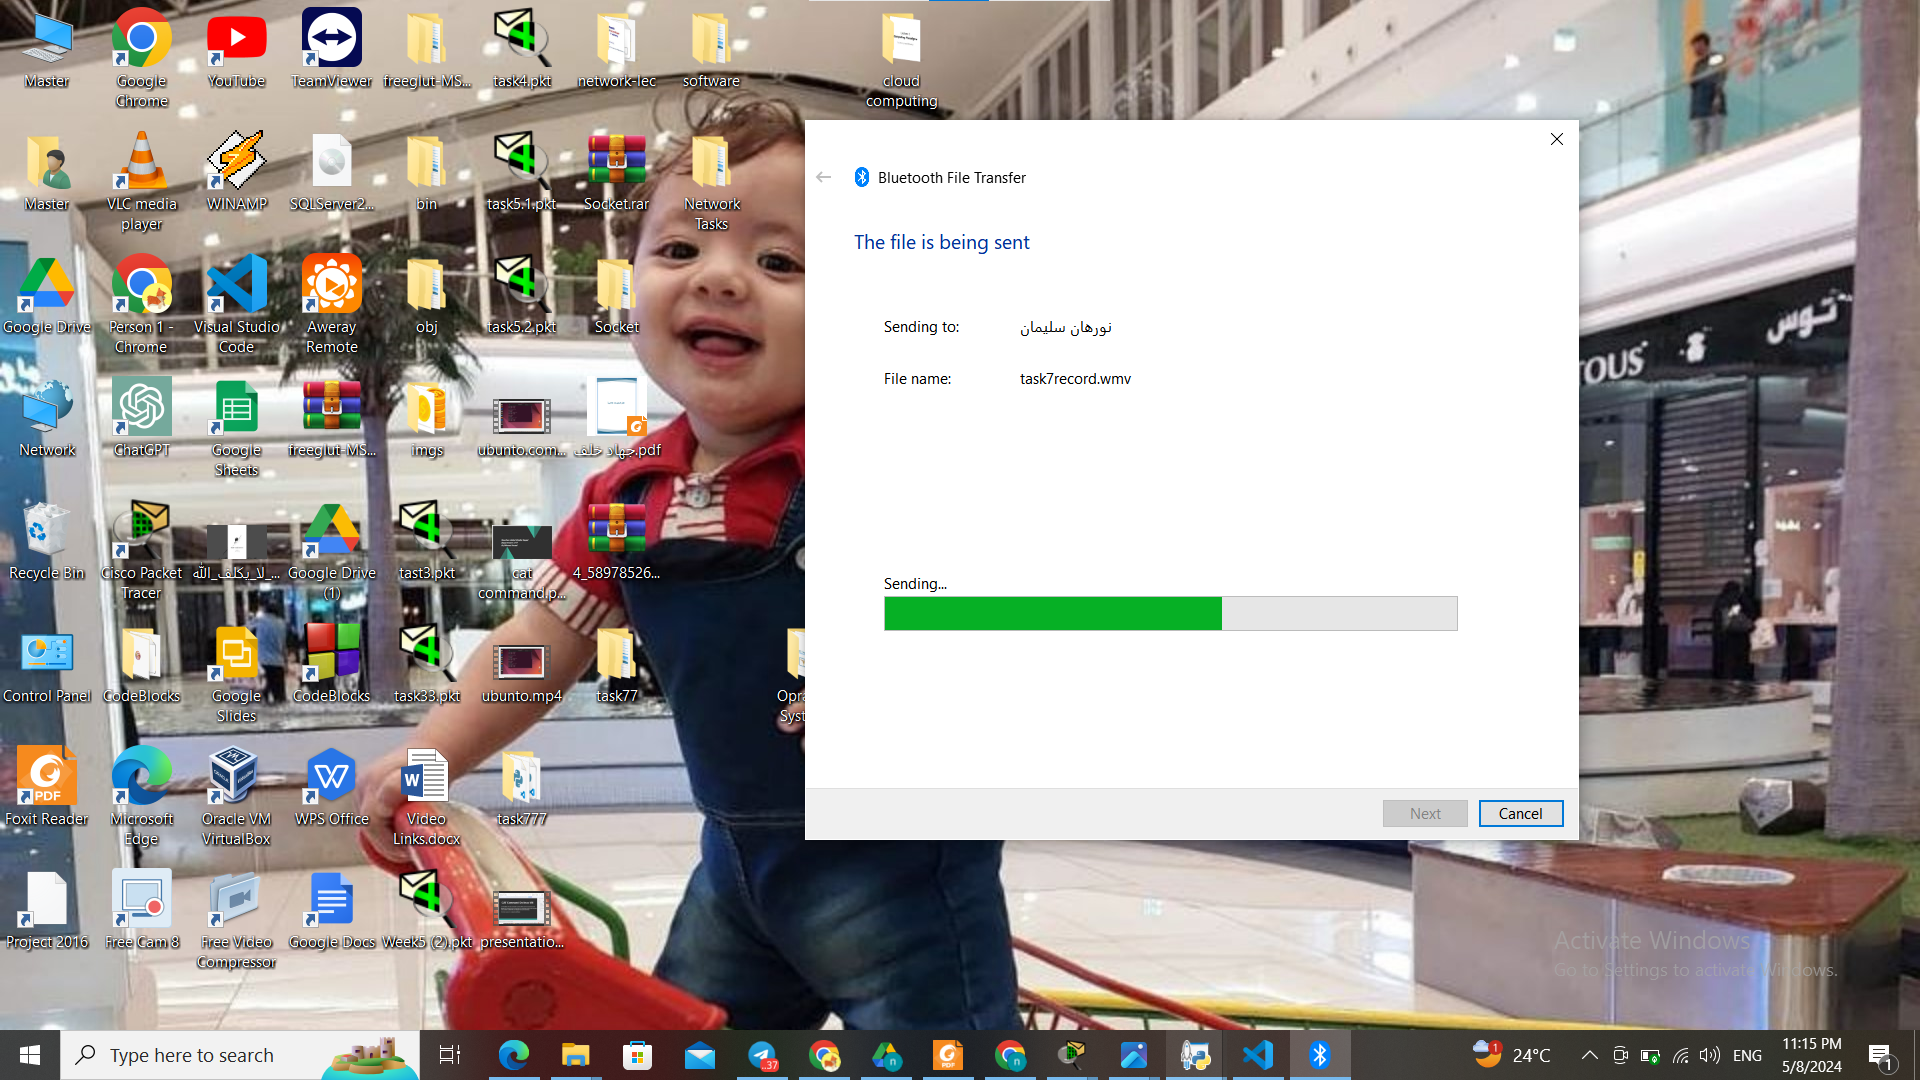 Master
Google
Chrome
YouTube
TeamViewer
freeglut-MS...
task4.pkt
network-lec
software
cloud
computing
Master
VLC media
player
WINAMP
SQLServer2...
bin
task5.1.pkt
Socket.rar
Network
Tasks
Google Drive
Person 1 -
Chrome
Visual Studio
Code
Aweray
Remote
obj
task5.2.pkt
Socket
Network
ChatGPT
Google
Sheets
freeglut-MS...
imgs
ubunto.com...
جهاد خلف.pdf
Recycle Bin
Cisco Packet
Tracer
لا_يكلف_الله_...
Google Drive
(1)
tast3.pkt
cat
command.p...
4_58978526...
Control Panel
CodeBlocks
Google
Slides
CodeBlocks
task33.pkt
ubunto.mp4
task77
Foxit Reader
Microsoft
Edge
Oracle VM
VirtualBox
WPS Office
Video
Links.docx
task777
Project 2016
Free Cam 8
Free Video
Compressor
Google Docs
Week5 (2).pkt
presentatio...
Bluetooth File Transfer
The file is being sent
Sending to: نورهان سليمان
File name: task7record.wmv
Sending...
Next
Cancel
توس
TOUS
Activate Windows
Go to Settings to activate Windows.
Type here to search
24°C
ENG
11:15 PM
5/8/2024
1